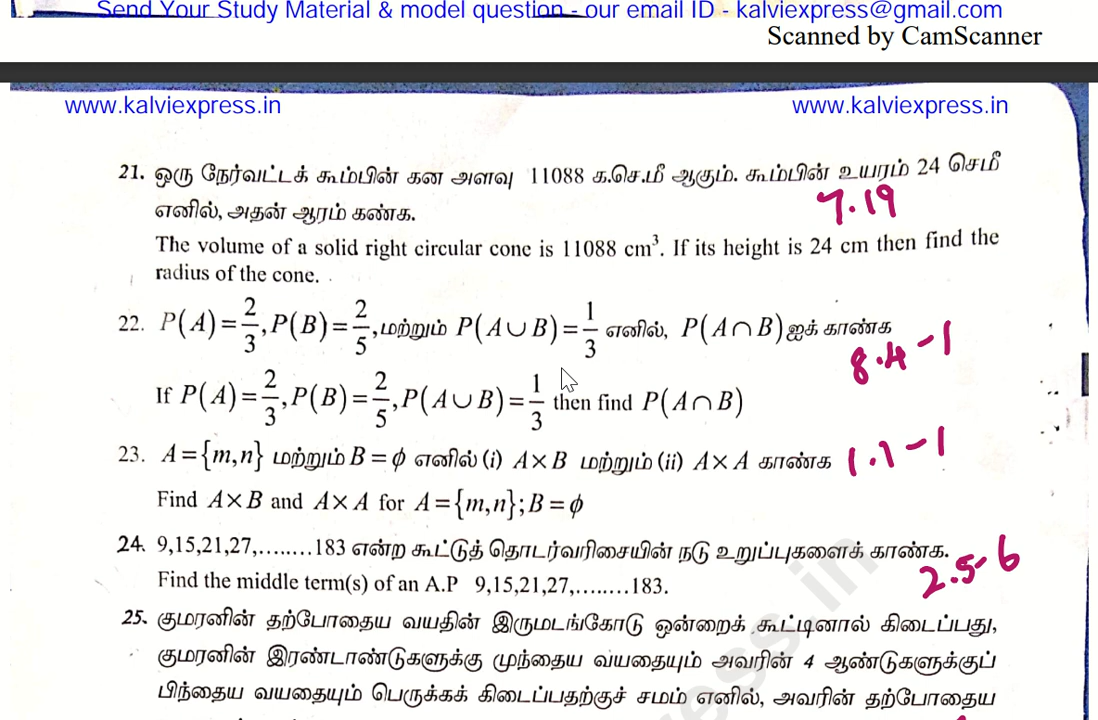 Send Your Study Material & model question - our email ID - kalviexpress@gmail.com
Scanned by CamScanner
www.kalviexpress.in www.kalviexpress.in
21. ஒரு நேர்வட்டக் கூம்பின் கன அளவு 11088 க.செ.மீ ஆகும். கூம்பின் உயரம் 24 செமீ
எனில், அதன் ஆரம் காண்க.
7.19
The volume of a solid right circular cone is 11088 cm³. If its height is 24 cm then find the
radius of the cone.
22. P(A)=2/3, P(B)=2/5, மற்றும் P(A∪B)=1/3 எனில், P(A∩B)ஐக் காண்க
8.4-1
If P(A)=2/3, P(B)=2/5, P(A∪B)=1/3 then find P(A∩B)
23. A={m,n} மற்றும் B=ϕ எனில் (i) A×B மற்றும் (ii) A×A காண்க 1.1-1
Find A×B and A×A for A={m,n}; B=ϕ
24. 9,15,21,27,........183 என்ற கூட்டுத் தொடர்வரிசையின் நடு உறுப்புகளைக் காண்க.
2.5-6
Find the middle term(s) of an A.P 9,15,21,27,........183.
25. குமரனின் தற்போதைய வயதின் இருமடங்கோடு ஒன்றைக் கூட்டினால் கிடைப்பது,
குமரனின் இரண்டாண்டுகளுக்கு முந்தைய வயதையும் அவரின் 4 ஆண்டுகளுக்குப்
பிந்தைய வயதையும் பெருக்கக் கிடைப்பதற்குச் சமம் எனில், அவரின் தற்போதைய